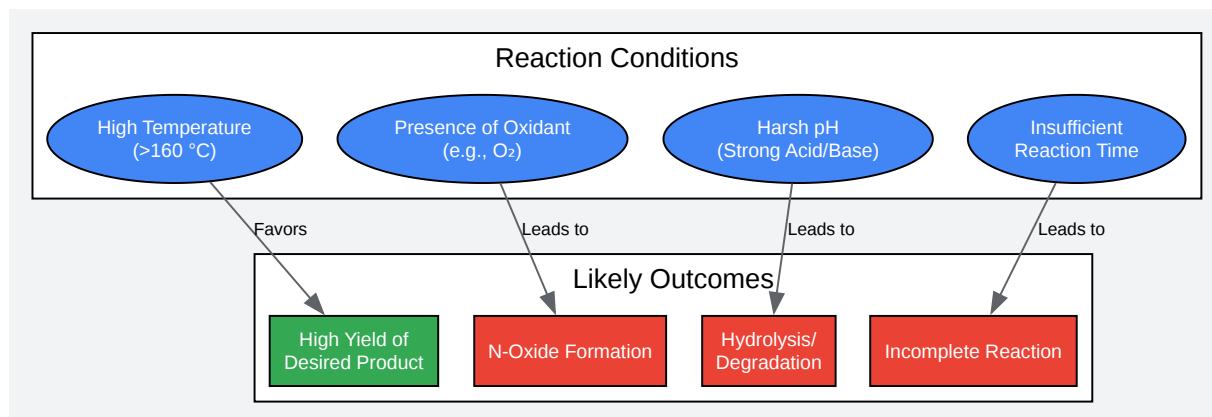 Reaction Conditions
High Temperature
(>160 °C)
Presence of Oxidant
(e.g., O₂)
Harsh pH
(Strong Acid/Base)
Insufficient
Reaction Time
Favors
Leads to
Leads to
Leads to
Likely Outcomes
High Yield of
Desired Product
N-Oxide Formation
Hydrolysis/
Degradation
Incomplete Reaction